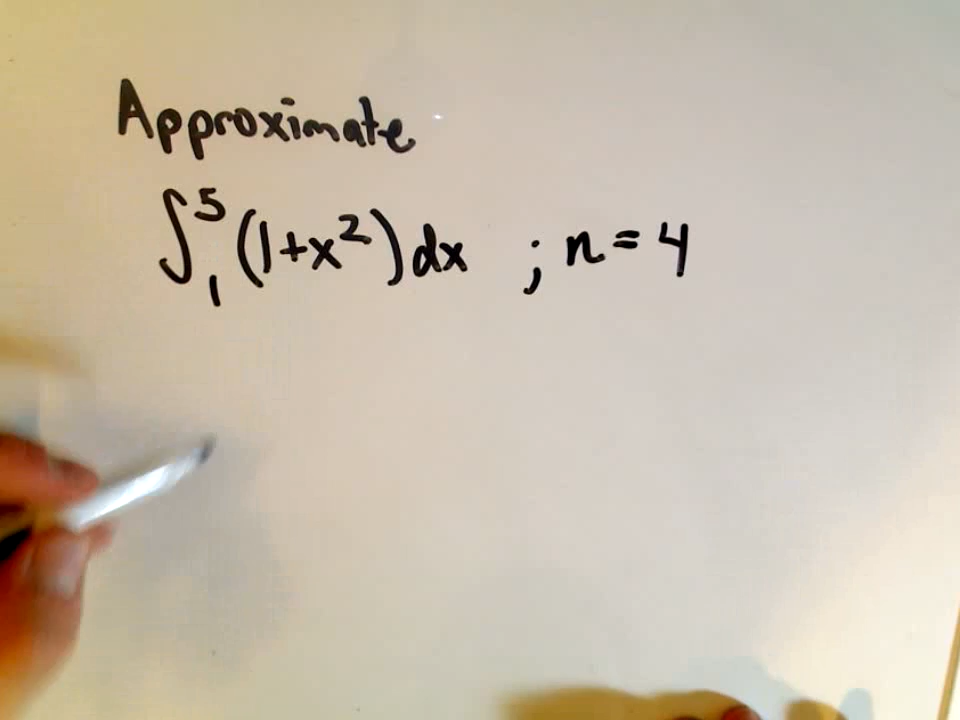 Approximate
∫₁⁵ (1+x²) dx ; n = 4